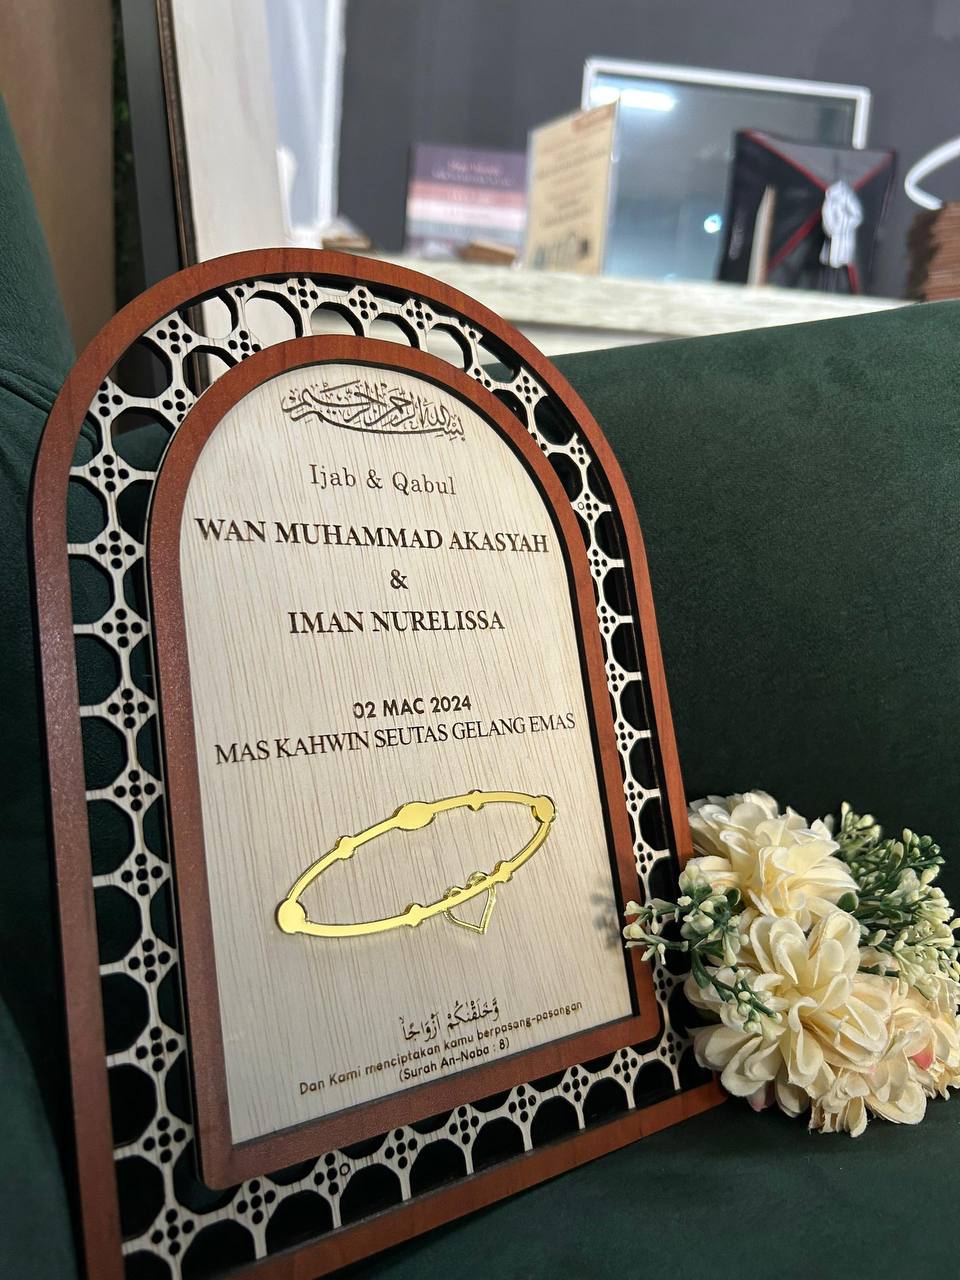 بسم الله الرحمن الرحيم
Ijab & Qabul
WAN MUHAMMAD AKASYAH
&
IMAN NURELISSA
02 MAC 2024
MAS KAHWIN SEUTAS GELANG EMAS
وَّخَلَقْنٰكُمْ اَزْوَاجًاۙ
Dan Kami menciptakan kamu berpasang-pasangan
(Surah An-Naba : 8)